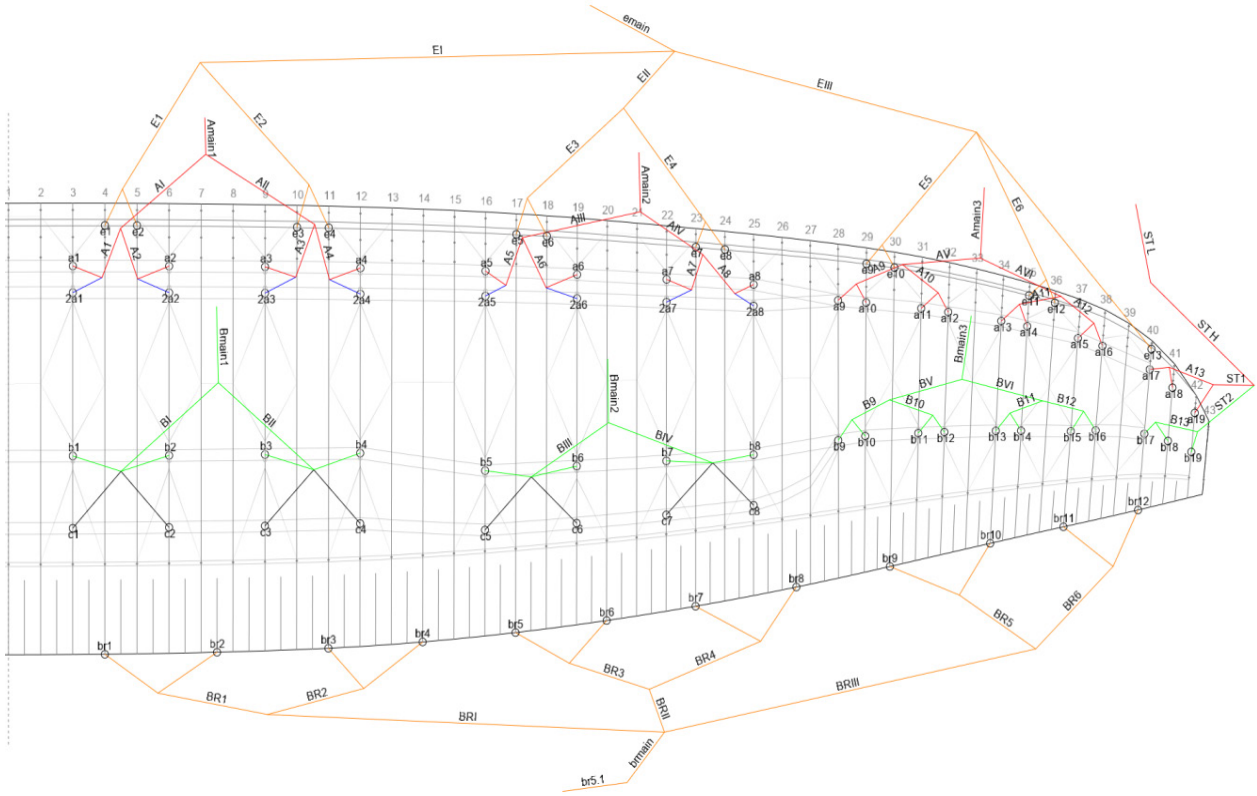 emain
EI
EII
EIII
E1
E2
E3
E4
E5
E6
Amain1
Amain2
Amain3
ST L
ST H
ST1
ST2
AI
AII
AIII
AIV
AV
1 2 3 4 5 6 7 8 9 10 11 12 13 14 15 16 17 18 19 20 21 22 23 24 25 26 27 28 29 30 31 32 33 34 35 36 37 38 39 40 41 42 43
e1 e2 e3 e4 e5 e6 e7 e8 e9 e10 e11 e12 e13
A1 A2 A3 A4 A5 A6 A7 A8 A9 A10 A11 A12 A13
a1 a2 a3 a4 a5 a6 a7 a8 a9 a10 a11 a12 a13 a14 a15 a16 a17 a18 a19
2a1 2a2 2a3 2a4 2a5 2a6 2a7 2a8
Bmain1
Bmain2
Bmain3
BI
BII
BIII
BIV
BV
BVI
B9 B10 B11 B12 B13
b1 b2 b3 b4 b5 b6 b7 b8 b9 b10 b11 b12 b13 b14 b15 b16 b17 b18 b19
c1 c2 c3 c4 c5 c6 c7 c8
br1 br2 br3 br4 br5 br6 br7 br8 br9 br10 br11 br12
BR1
BR2
BR3
BR4
BR5
BR6
BRI
BRII
BRIII
brmain
br5.1